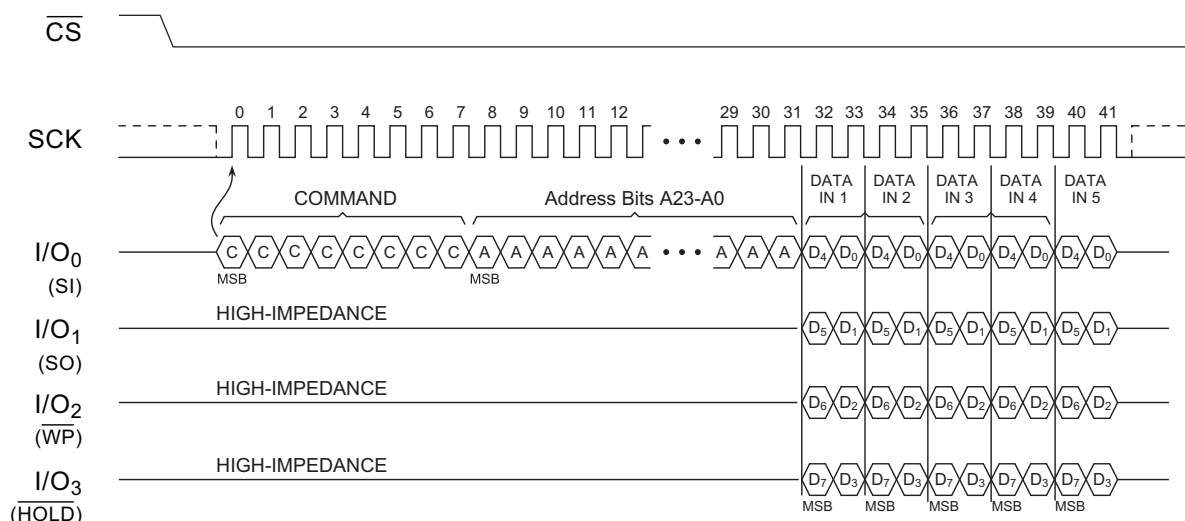 CS
0 1 2 3 4 5 6 7 8 9 10 11 12 29 30 31 32 33 34 35 36 37 38 39 40 41
SCK
• • •
DATA IN 1 DATA IN 2 DATA IN 3 DATA IN 4 DATA IN 5
COMMAND Address Bits A23-A0
I/O0 C C C C C C C C A A A A A A • • • A A A D4 D0 D4 D0 D4 D0 D4 D0 D4 D0
(SI) MSB MSB
HIGH-IMPEDANCE
I/O1 D5 D1 D5 D1 D5 D1 D5 D1 D5 D1
(SO)
HIGH-IMPEDANCE
I/O2 D6 D2 D6 D2 D6 D2 D6 D2 D6 D2
(WP)
HIGH-IMPEDANCE
I/O3 D7 D3 D7 D3 D7 D3 D7 D3 D7 D3
(HOLD) MSB MSB MSB MSB MSB